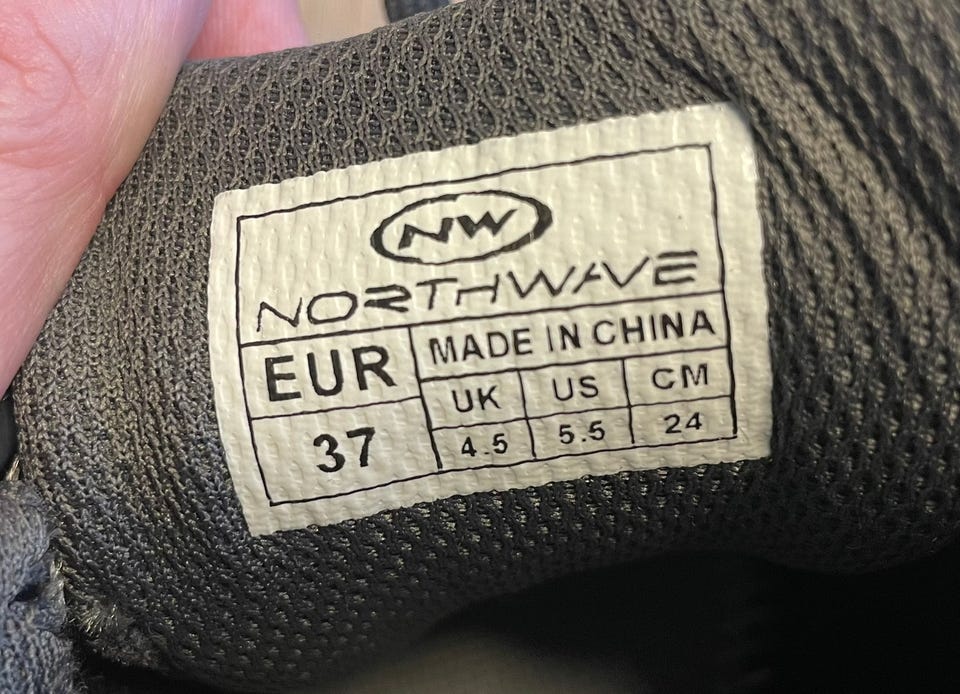 NW
NORTHWAVE
EUR
37
MADE IN CHINA
UK US CM
4.5 5.5 24